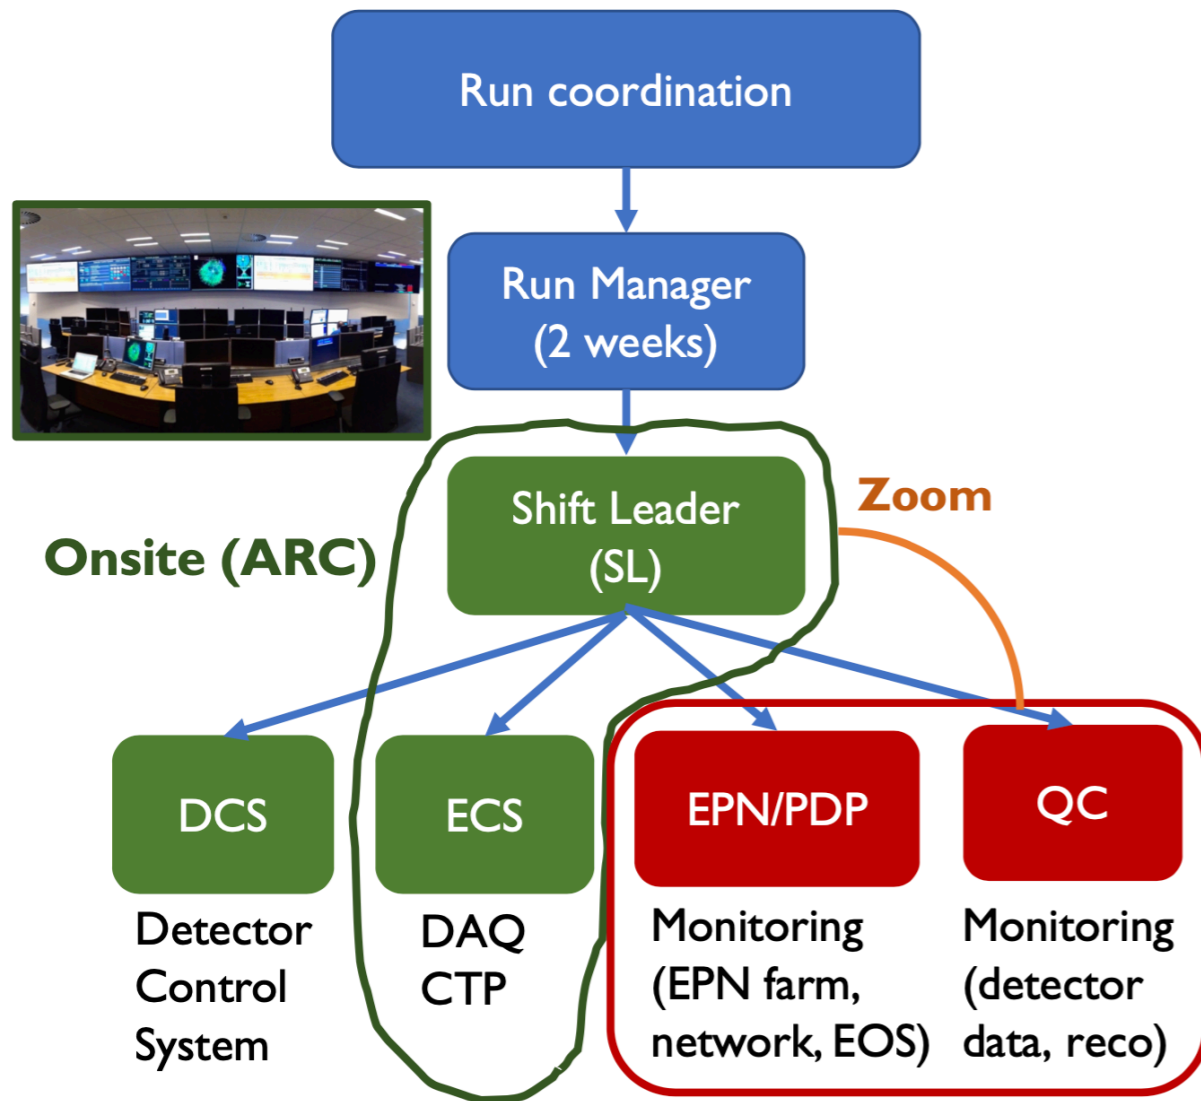 Run coordination
Run Manager
(2 weeks)
Shift Leader
(SL)
Zoom
Onsite (ARC)
DCS
ECS
EPN/PDP
QC
Detector
Control
System
DAQ
CTP
Monitoring
(EPN farm,
network, EOS)
Monitoring
(detector
data, reco)